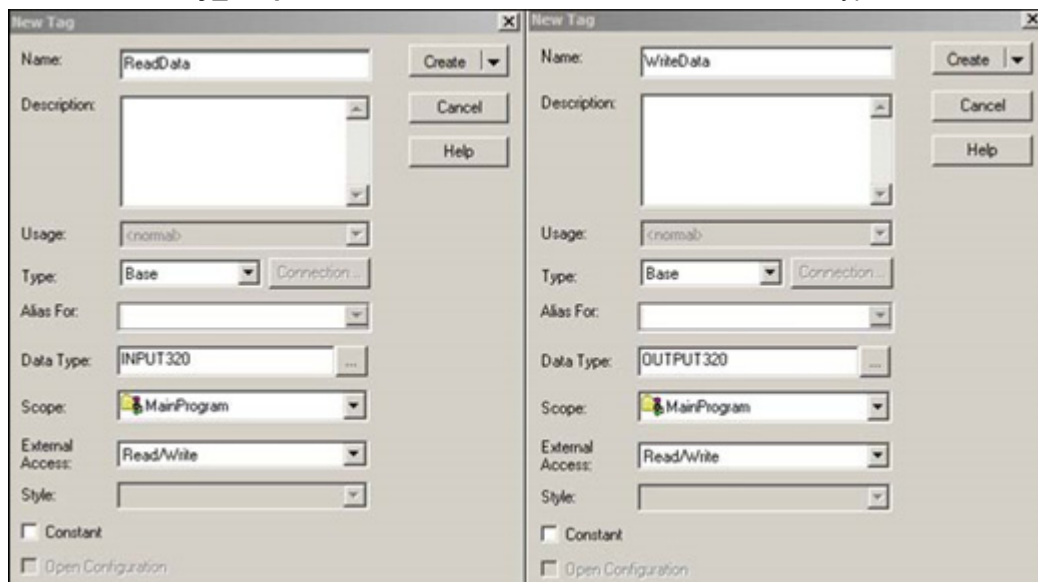 New Tag
Name:
ReadData
Create
Description:
Cancel
Help
Usage:
<normal>
Type:
Base
Connection...
Alias For:
Data Type:
INPUT320
...
Scope:
MainProgram
External
Access:
Read/Write
Style:
Constant
Open Configuration
New Tag
Name:
WriteData
Create
Description:
Cancel
Help
Usage:
<normal>
Type:
Base
Connection...
Alias For:
Data Type:
OUTPUT320
...
Scope:
MainProgram
External
Access:
Read/Write
Style:
Constant
Open Configuration